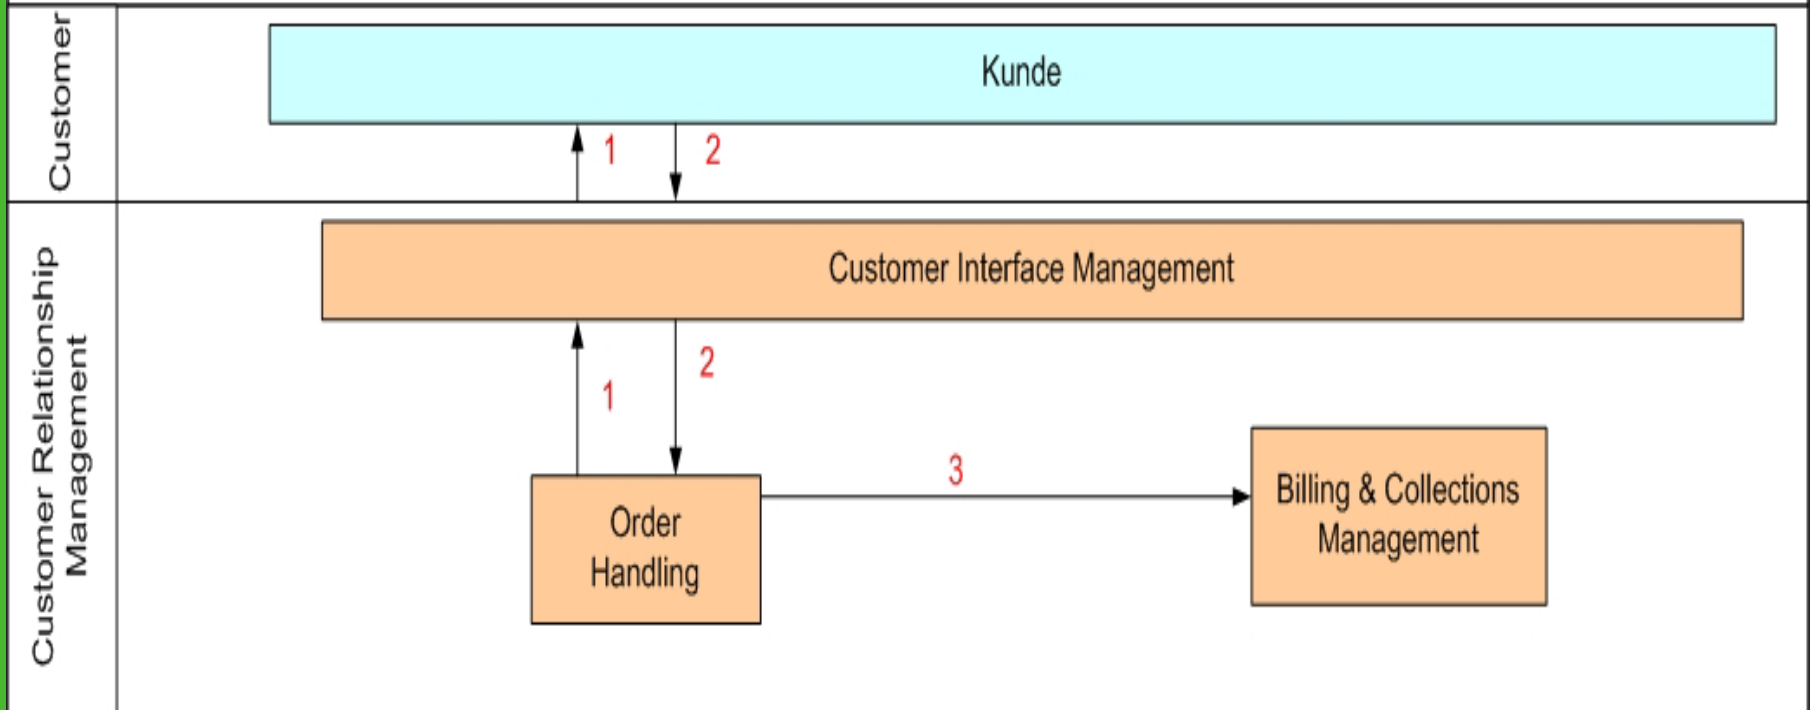 Customer
Kunde
1
2
Customer Relationship
Management
Customer Interface Management
1
2
3
Order
Handling
Billing & Collections
Management